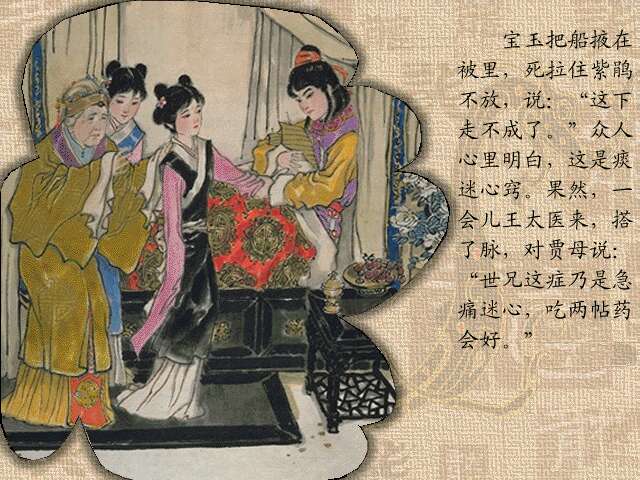 宝玉把船掖在
被里，死拉住紫鹃
不放，说：“这下
走不成了。”众人
心里明白，这是痰
迷心窍。果然，一
会儿王太医来，搭
了脉，对贾母说：
“世兄这症乃是急
痛迷心，吃两帖药
会好。”